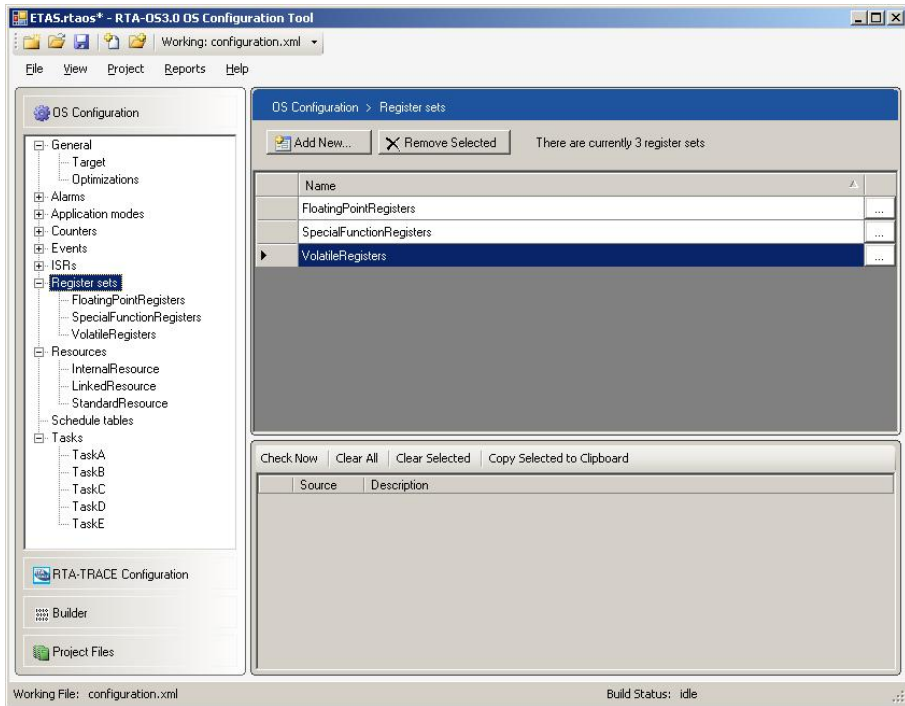 ETAS.rtaos* - RTA-OS3.0 OS Configuration Tool
Working: configuration.xml
File View Project Reports Help
OS Configuration
General
Target
Optimizations
Alarms
Application modes
Counters
Events
ISRs
Register sets
FloatingPointRegisters
SpecialFunctionRegisters
VolatileRegisters
Resources
InternalResource
LinkedResource
StandardResource
Schedule tables
Tasks
TaskA
TaskB
TaskC
TaskD
TaskE
RTA-TRACE Configuration
Builder
Project Files
OS Configuration > Register sets
Add New... Remove Selected There are currently 3 register sets
Name
FloatingPointRegisters ...
SpecialFunctionRegisters ...
VolatileRegisters ...
Check Now Clear All Clear Selected Copy Selected to Clipboard
Source Description
Working File: configuration.xml Build Status: idle